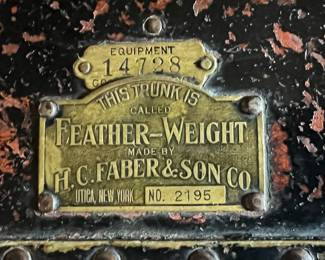 EQUIPMENT
14728
THIS TRUNK IS
CALLED
FEATHER-WEIGHT
MADE BY
H.C. FABER & SON CO
UTICA, NEW YORK NO. 2195